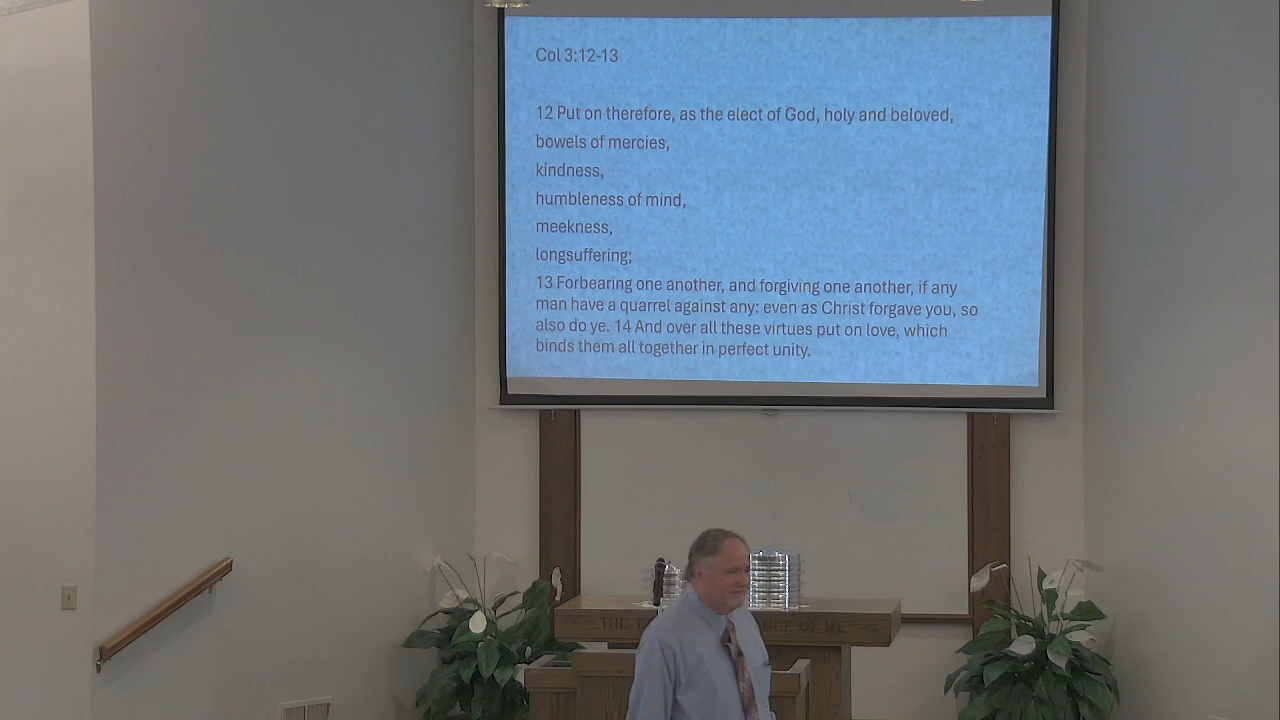 Col 3:12-13
12 Put on therefore, as the elect of God, holy and beloved,
bowels of mercies,
kindness,
humbleness of mind,
meekness,
longsuffering;
13 Forbearing one another, and forgiving one another, if any
man have a quarrel against any: even as Christ forgave you, so
also do ye. 14 And over all these virtues put on love, which
binds them all together in perfect unity.
THE OF ME